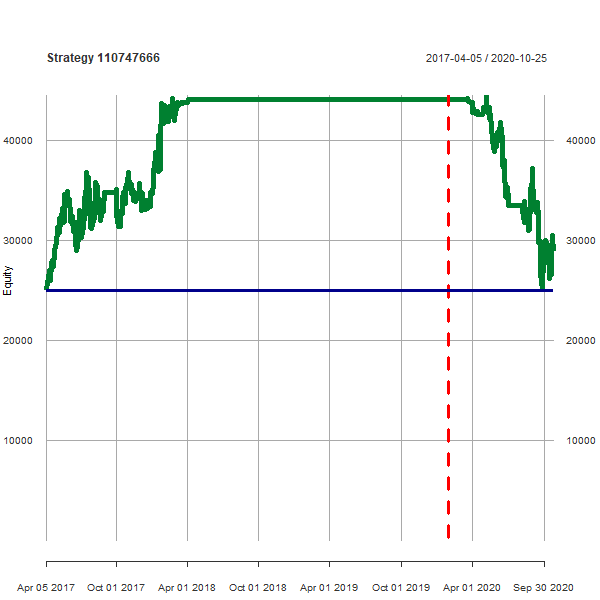 Strategy 110747666
2017-04-05 / 2020-10-25
40000
40000
30000
30000
Equity
20000
20000
10000
10000
Apr 05 2017
Oct 01 2017
Apr 01 2018
Oct 01 2018
Apr 01 2019
Oct 01 2019
Apr 01 2020
Sep 30 2020